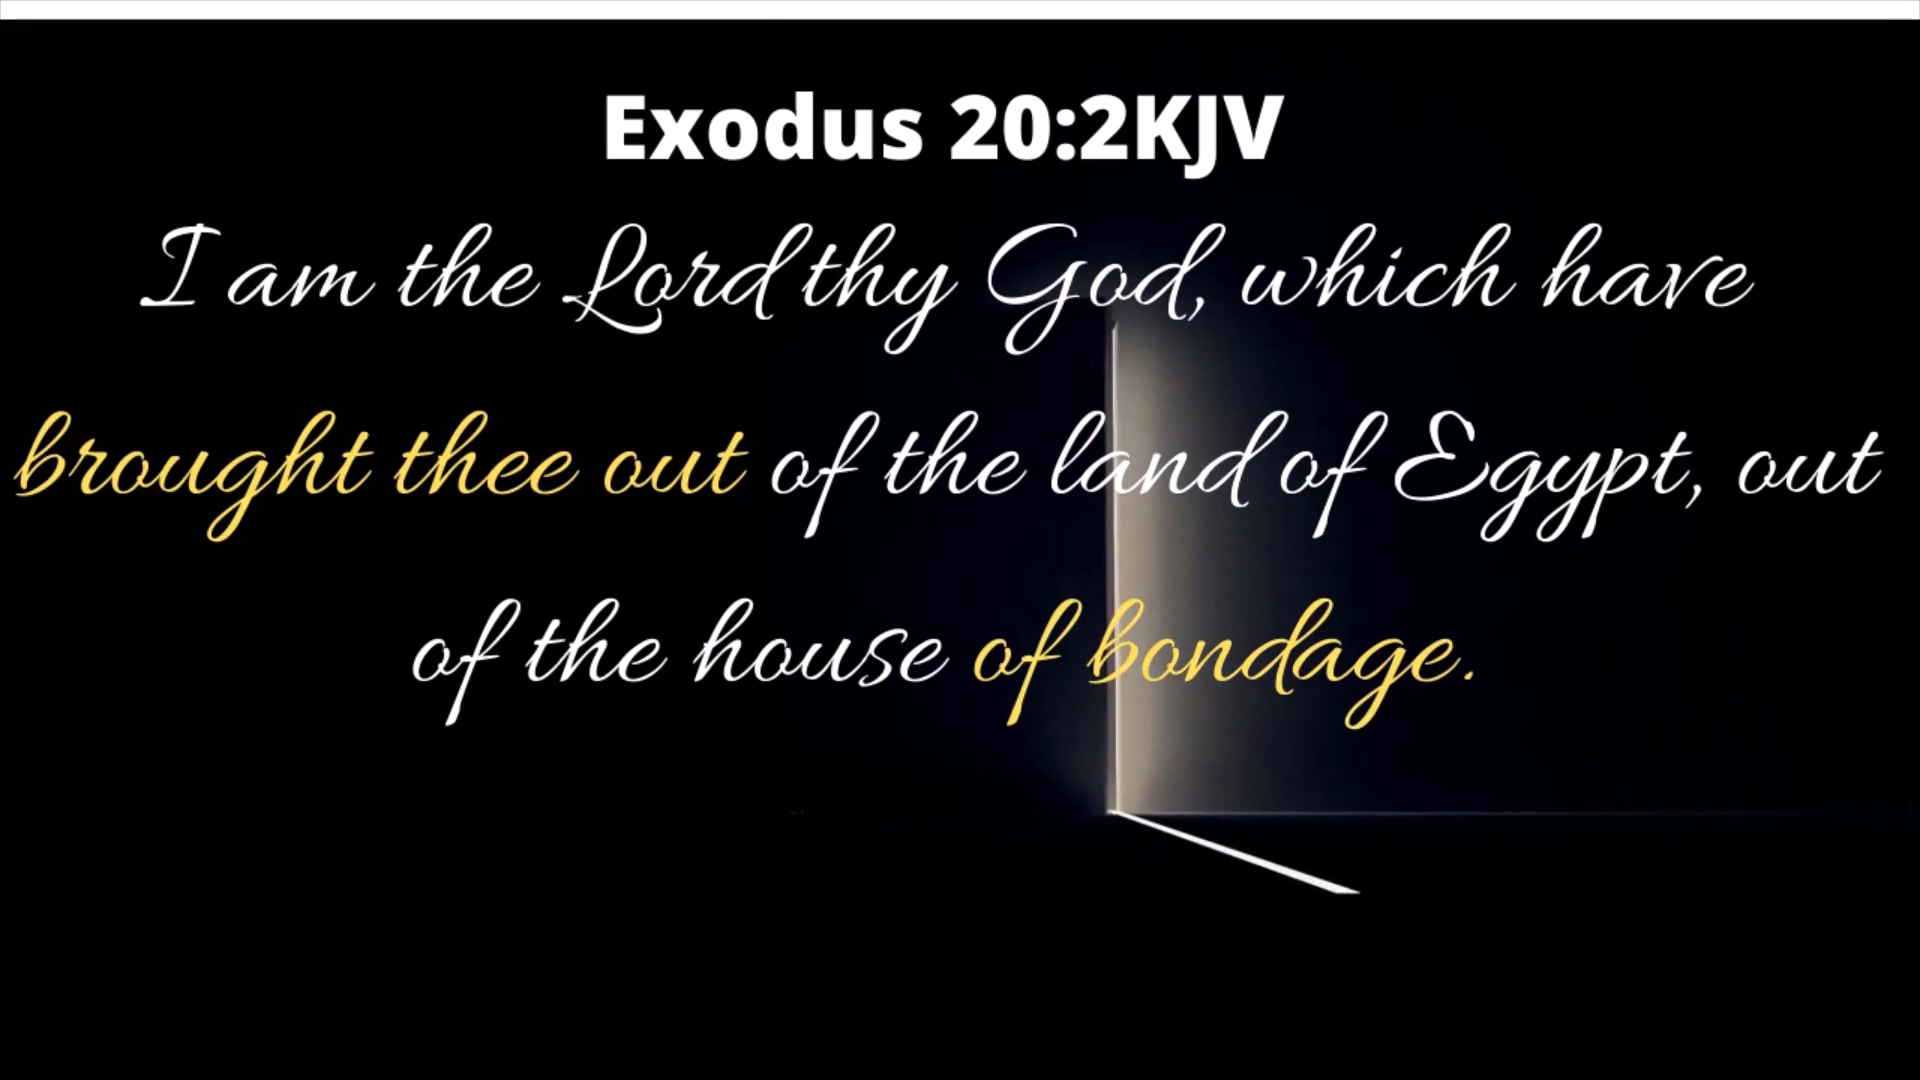 Exodus 20:2KJV
I am the Lord thy God, which have
brought thee out of the land of Egypt, out
of the house of bondage.